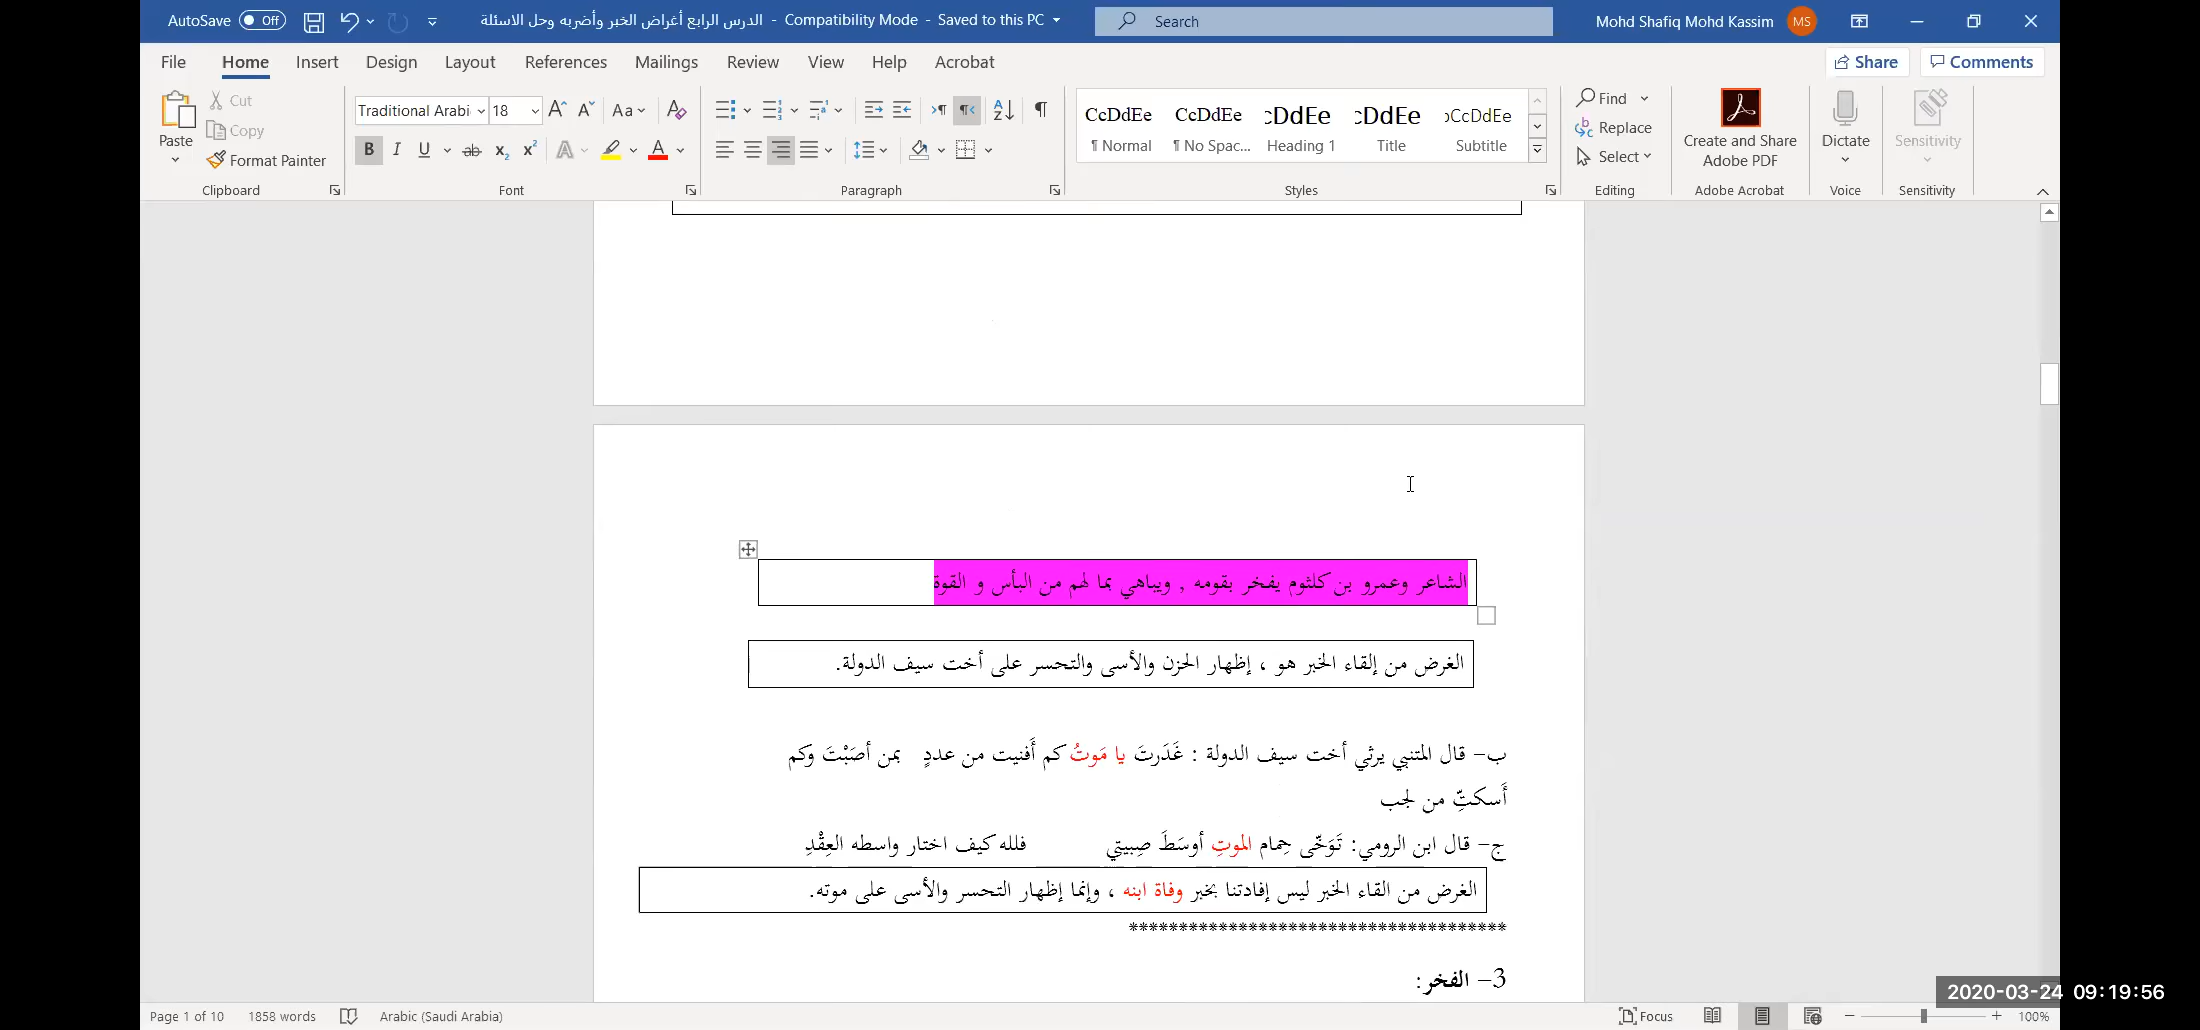 AutoSave Off الدرس الرابع أغراض الخبر وأضربه وحل الاسئلة - Compatibility Mode - Saved to this PC Search Mohd Shafiq Mohd Kassim MS
File Home Insert Design Layout References Mailings Review View Help Acrobat Share Comments
Paste
Cut
Copy
Format Painter
Clipboard
Traditional Arabi 18
Font
Paragraph
CcDdEe CcDdEe cDdEe cDdEe CcDdEe
¶ Normal ¶ No Spac... Heading 1 Title Subtitle
Styles
Find
Replace
Select
Editing
Create and Share
Adobe PDF
Adobe Acrobat
Dictate
Voice
Sensitivity
Sensitivity
الشاعر وعمرو بن كلثوم يفخر بقومه , ويباهي بما لهم من البأس و القوة
الغرض من إلقاء الخبر هو ، إظهار الحزن والأسى والتحسر على أخت سيف الدولة.
ب- قال المتنبي يرثي أخت سيف الدولة : غَدَرتَ يا مَوتُ كم أَفنيت من عددٍ بمن أصَبْتَ وكم
أَسكتِّ من لجب
ج- قال ابن الرومي: تَوَخّى حِمام الموتِ أوسَطَ صِبيتِي فلله كيف اختار واسطه العِقْدِ
الغرض من القاء الخبر ليس إفادتنا بخبر وفاة ابنه ، وإنما إظهار التحسر والأسى على موته.
**************************************
3- الفخر:
Page 1 of 10 1858 words Arabic (Saudi Arabia) Focus 100%
2020-03-24 09:19:56